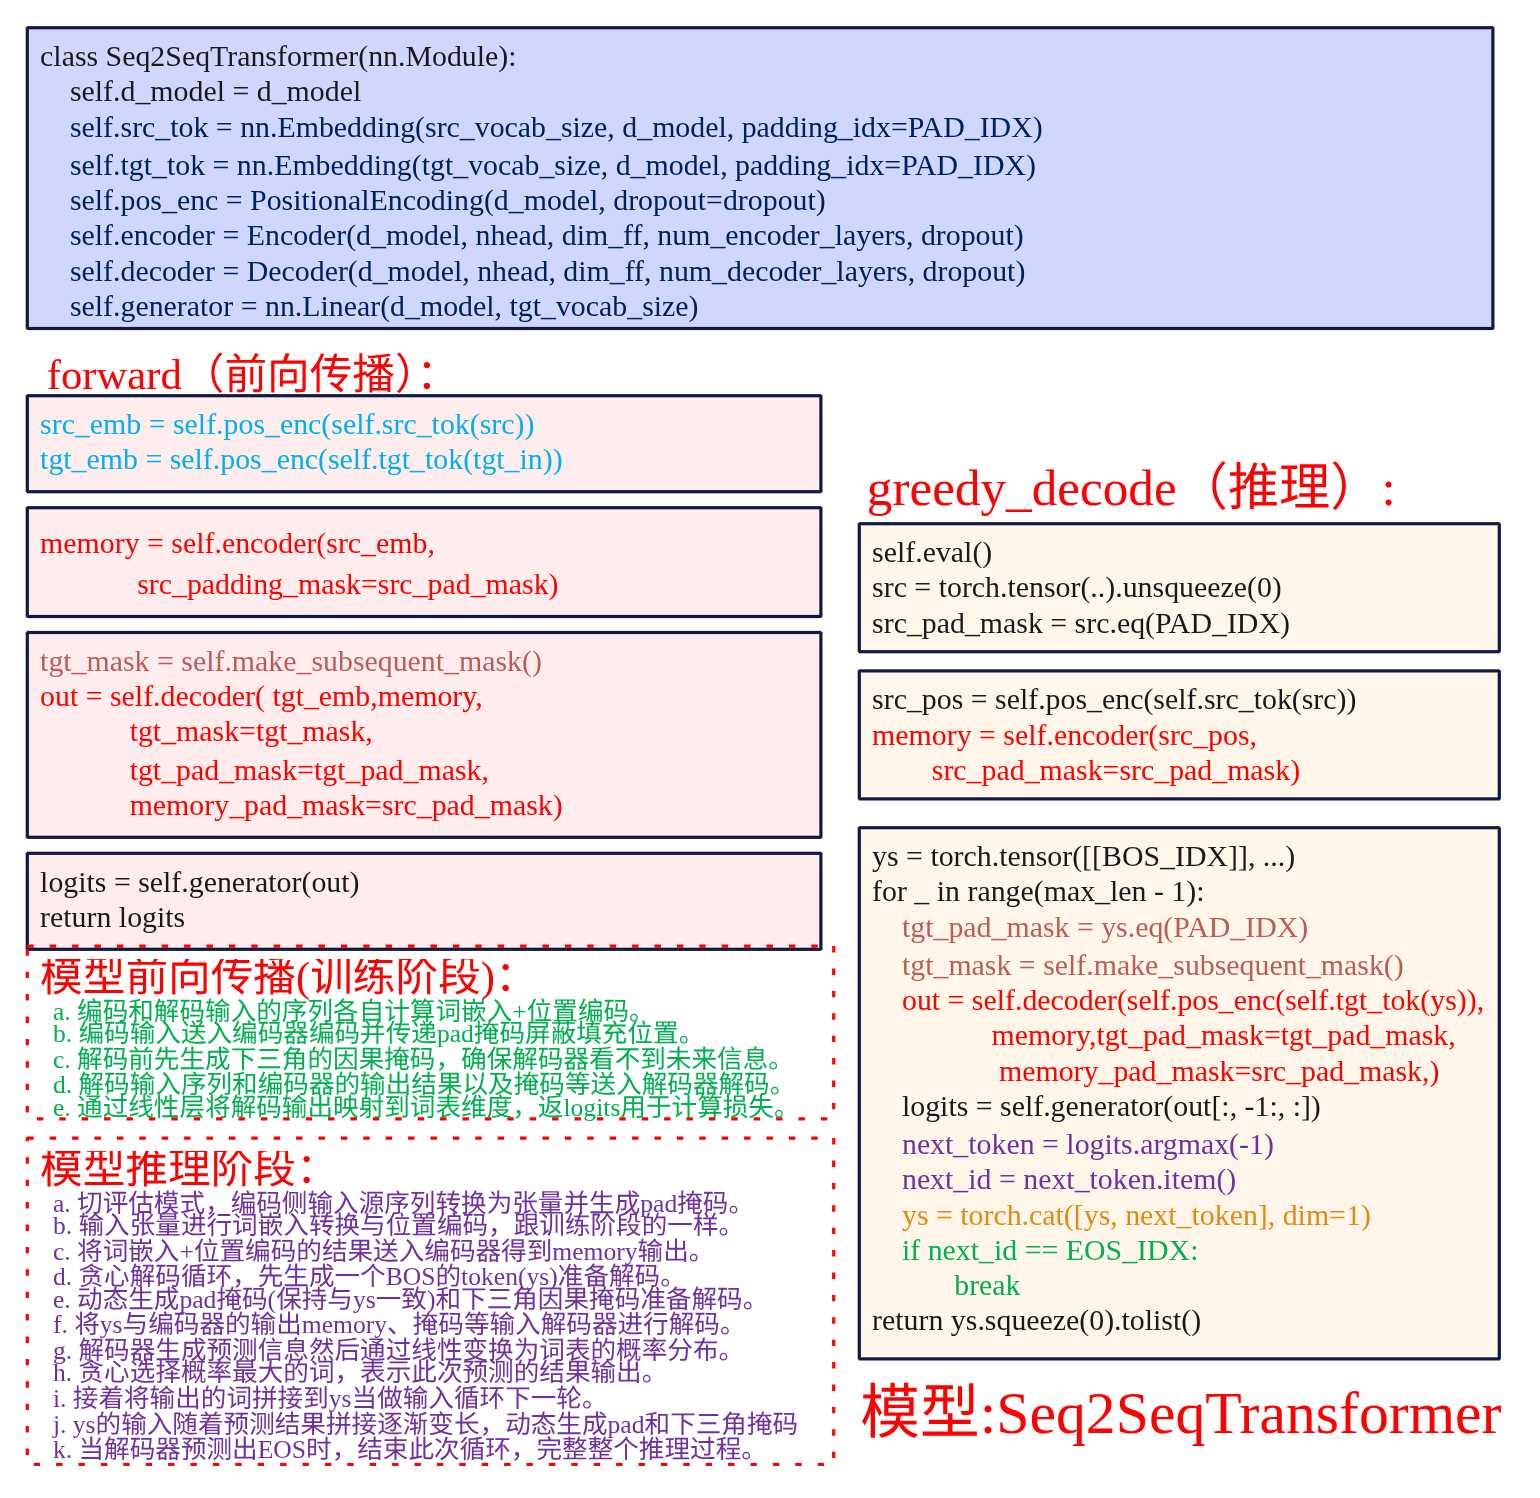 class Seq2SeqTransformer(nn.Module):
self.d_model = d_model
self.src_tok = nn.Embedding(src_vocab_size, d_model, padding_idx=PAD_IDX)
self.tgt_tok = nn.Embedding(tgt_vocab_size, d_model, padding_idx=PAD_IDX)
self.pos_enc = PositionalEncoding(d_model, dropout=dropout)
self.encoder = Encoder(d_model, nhead, dim_ff, num_encoder_layers, dropout)
self.decoder = Decoder(d_model, nhead, dim_ff, num_decoder_layers, dropout)
self.generator = nn.Linear(d_model, tgt_vocab_size)
forward（前向传播）：
src_emb = self.pos_enc(self.src_tok(src))
tgt_emb = self.pos_enc(self.tgt_tok(tgt_in))
memory = self.encoder(src_emb,
src_padding_mask=src_pad_mask)
tgt_mask = self.make_subsequent_mask()
out = self.decoder( tgt_emb,memory,
tgt_mask=tgt_mask,
tgt_pad_mask=tgt_pad_mask,
memory_pad_mask=src_pad_mask)
logits = self.generator(out)
return logits
模型前向传播(训练阶段)：
a. 编码和解码输入的序列各自计算词嵌入+位置编码。
b. 编码输入送入编码器编码并传递pad掩码屏蔽填充位置。
c. 解码前先生成下三角的因果掩码，确保解码器看不到未来信息。
d. 解码输入序列和编码器的输出结果以及掩码等送入解码器解码。
e. 通过线性层将解码输出映射到词表维度，返logits用于计算损失。
模型推理阶段：
a. 切评估模式，编码侧输入源序列转换为张量并生成pad掩码。
b. 输入张量进行词嵌入转换与位置编码，跟训练阶段的一样。
c. 将词嵌入+位置编码的结果送入编码器得到memory输出。
d. 贪心解码循环，先生成一个BOS的token(ys)准备解码。
e. 动态生成pad掩码(保持与ys一致)和下三角因果掩码准备解码。
f. 将ys与编码器的输出memory、掩码等输入解码器进行解码。
g. 解码器生成预测信息然后通过线性变换为词表的概率分布。
h. 贪心选择概率最大的词，表示此次预测的结果输出。
i. 接着将输出的词拼接到ys当做输入循环下一轮。
j. ys的输入随着预测结果拼接逐渐变长，动态生成pad和下三角掩码
k. 当解码器预测出EOS时，结束此次循环，完整整个推理过程。
greedy_decode（推理）:
self.eval()
src = torch.tensor(..).unsqueeze(0)
src_pad_mask = src.eq(PAD_IDX)
src_pos = self.pos_enc(self.src_tok(src))
memory = self.encoder(src_pos,
src_pad_mask=src_pad_mask)
ys = torch.tensor([[BOS_IDX]], ...)
for _ in range(max_len - 1):
tgt_pad_mask = ys.eq(PAD_IDX)
tgt_mask = self.make_subsequent_mask()
out = self.decoder(self.pos_enc(self.tgt_tok(ys)),
memory,tgt_pad_mask=tgt_pad_mask,
memory_pad_mask=src_pad_mask,)
logits = self.generator(out[:, -1:, :])
next_token = logits.argmax(-1)
next_id = next_token.item()
ys = torch.cat([ys, next_token], dim=1)
if next_id == EOS_IDX:
break
return ys.squeeze(0).tolist()
模型:Seq2SeqTransformer